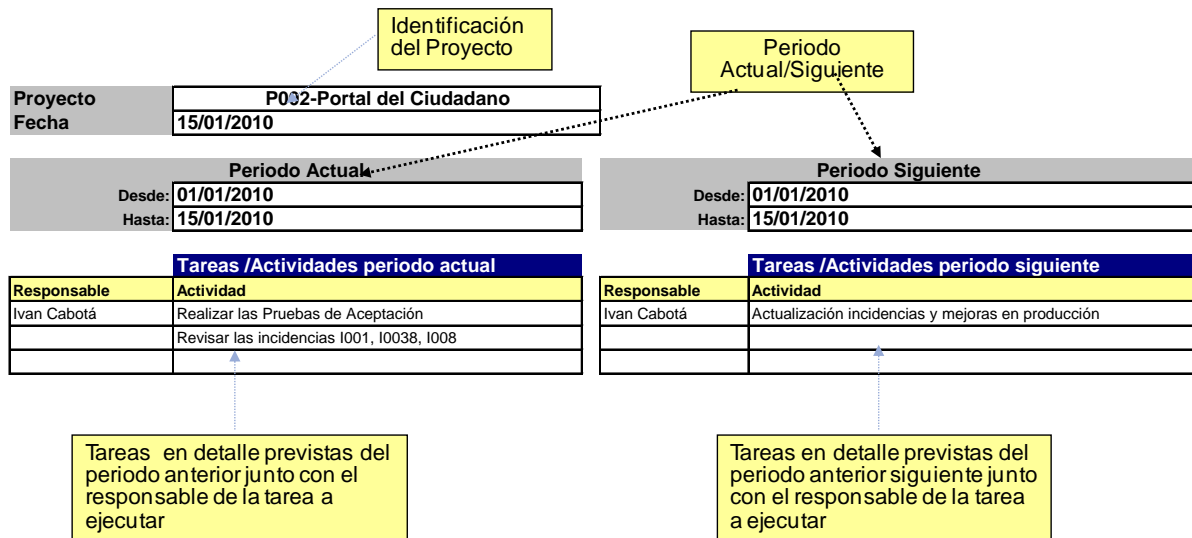 Identificación
del Proyecto
Periodo
Actual/Siguiente
Proyecto P002-Portal del Ciudadano
Fecha 15/01/2010
Periodo Actual
Desde: 01/01/2010
Hasta: 15/01/2010
Periodo Siguiente
Desde: 01/01/2010
Hasta: 15/01/2010
Tareas /Actividades periodo actual
Responsable Actividad
Ivan Cabotá Realizar las Pruebas de Aceptación
Revisar las incidencias I001, I0038, I008
Tareas /Actividades periodo siguiente
Responsable Actividad
Ivan Cabotá Actualización incidencias y mejoras en producción
Tareas en detalle previstas del
periodo anterior junto con el
responsable de la tarea a
ejecutar
Tareas en detalle previstas del
periodo anterior siguiente junto
con el responsable de la tarea
a ejecutar